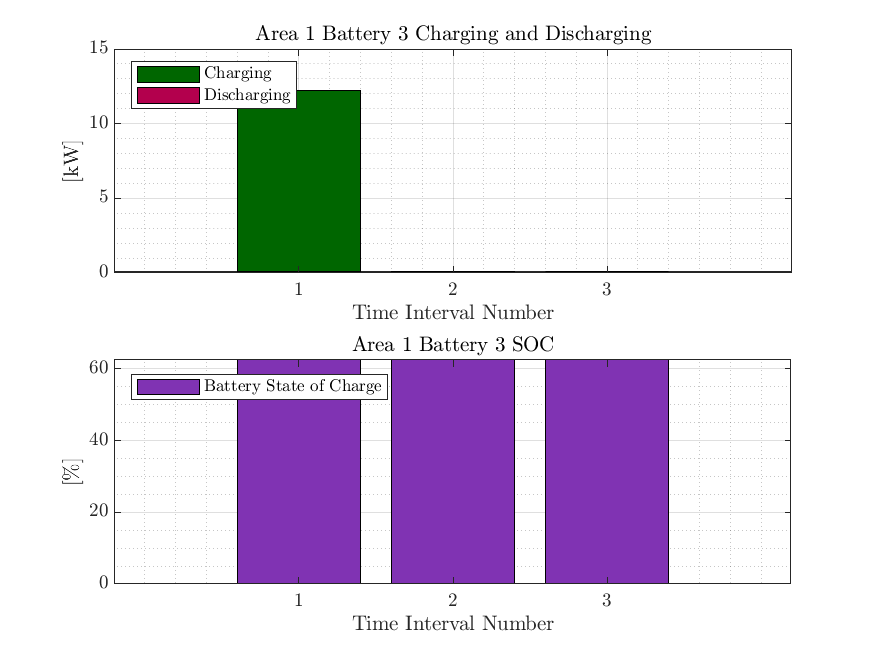 Area 1 Battery 3 Charging and Discharging
15
Charging
Discharging
10
[kW]
5
0
1 2 3
Time Interval Number
Area 1 Battery 3 SOC
60
Battery State of Charge
40
[%]
20
0
1 2 3
Time Interval Number